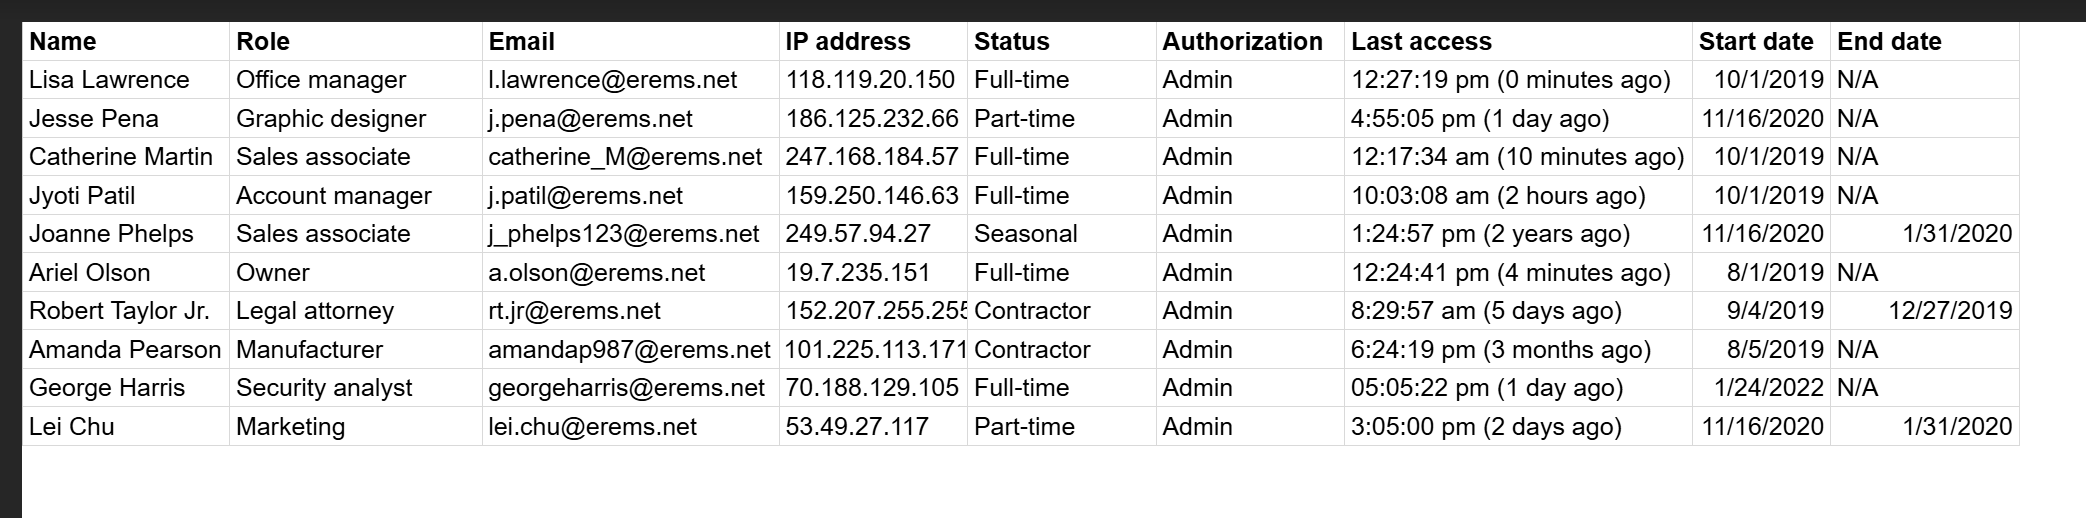 Name Role Email IP address Status Authorization Last access Start date End date
Lisa Lawrence Office manager l.lawrence@erems.net 118.119.20.150 Full-time Admin 12:27:19 pm (0 minutes ago) 10/1/2019 N/A
Jesse Pena Graphic designer j.pena@erems.net 186.125.232.66 Part-time Admin 4:55:05 pm (1 day ago) 11/16/2020 N/A
Catherine Martin Sales associate catherine_M@erems.net 247.168.184.57 Full-time Admin 12:17:34 am (10 minutes ago) 10/1/2019 N/A
Jyoti Patil Account manager j.patil@erems.net 159.250.146.63 Full-time Admin 10:03:08 am (2 hours ago) 10/1/2019 N/A
Joanne Phelps Sales associate j_phelps123@erems.net 249.57.94.27 Seasonal Admin 1:24:57 pm (2 years ago) 11/16/2020 1/31/2020
Ariel Olson Owner a.olson@erems.net 19.7.235.151 Full-time Admin 12:24:41 pm (4 minutes ago) 8/1/2019 N/A
Robert Taylor Jr. Legal attorney rt.jr@erems.net 152.207.255.255 Contractor Admin 8:29:57 am (5 days ago) 9/4/2019 12/27/2019
Amanda Pearson Manufacturer amandap987@erems.net 101.225.113.171 Contractor Admin 6:24:19 pm (3 months ago) 8/5/2019 N/A
George Harris Security analyst georgeharris@erems.net 70.188.129.105 Full-time Admin 05:05:22 pm (1 day ago) 1/24/2022 N/A
Lei Chu Marketing lei.chu@erems.net 53.49.27.117 Part-time Admin 3:05:00 pm (2 days ago) 11/16/2020 1/31/2020